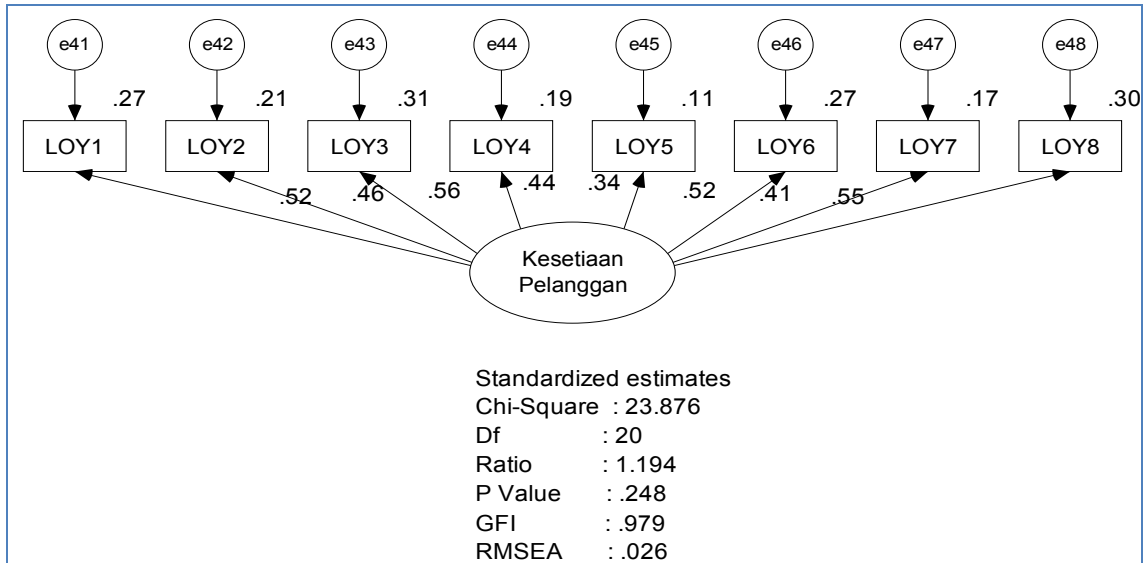 e41 e42 e43 e44 e45 e46 e47 e48
.27 .21 .31 .19 .11 .27 .17 .30
LOY1 LOY2 LOY3 LOY4 LOY5 LOY6 LOY7 LOY8
.52 .46 .56 .44 .34 .52 .41 .55
Kesetiaan
Pelanggan
Standardized estimates
Chi-Square : 23.876
Df : 20
Ratio : 1.194
P Value : .248
GFI : .979
RMSEA : .026